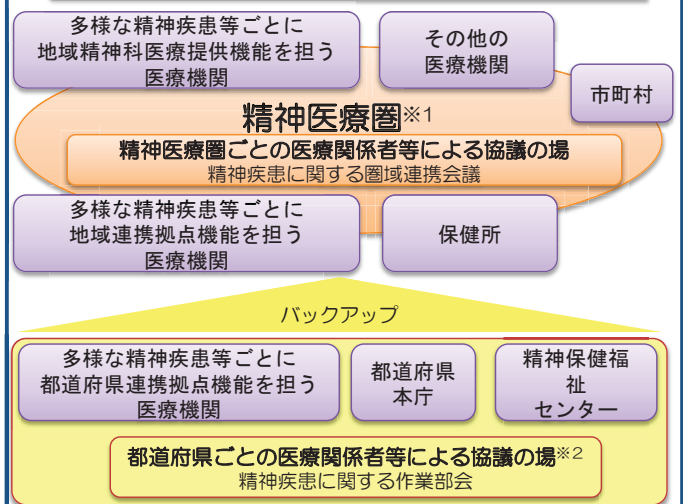 多様な精神疾患等ごとに
地域精神科医療提供機能を担う
医療機関
その他の
医療機関
市町村
精神医療圏※1
精神医療圏ごとの医療関係者等による協議の場
精神疾患に関する圏域連携会議
多様な精神疾患等ごとに
地域連携拠点機能を担う
医療機関
保健所
バックアップ
多様な精神疾患等ごとに
都道府県連携拠点機能を担う
医療機関
都道府県
本庁
精神保健福
祉
センター
都道府県ごとの医療関係者等による協議の場※2
精神疾患に関する作業部会